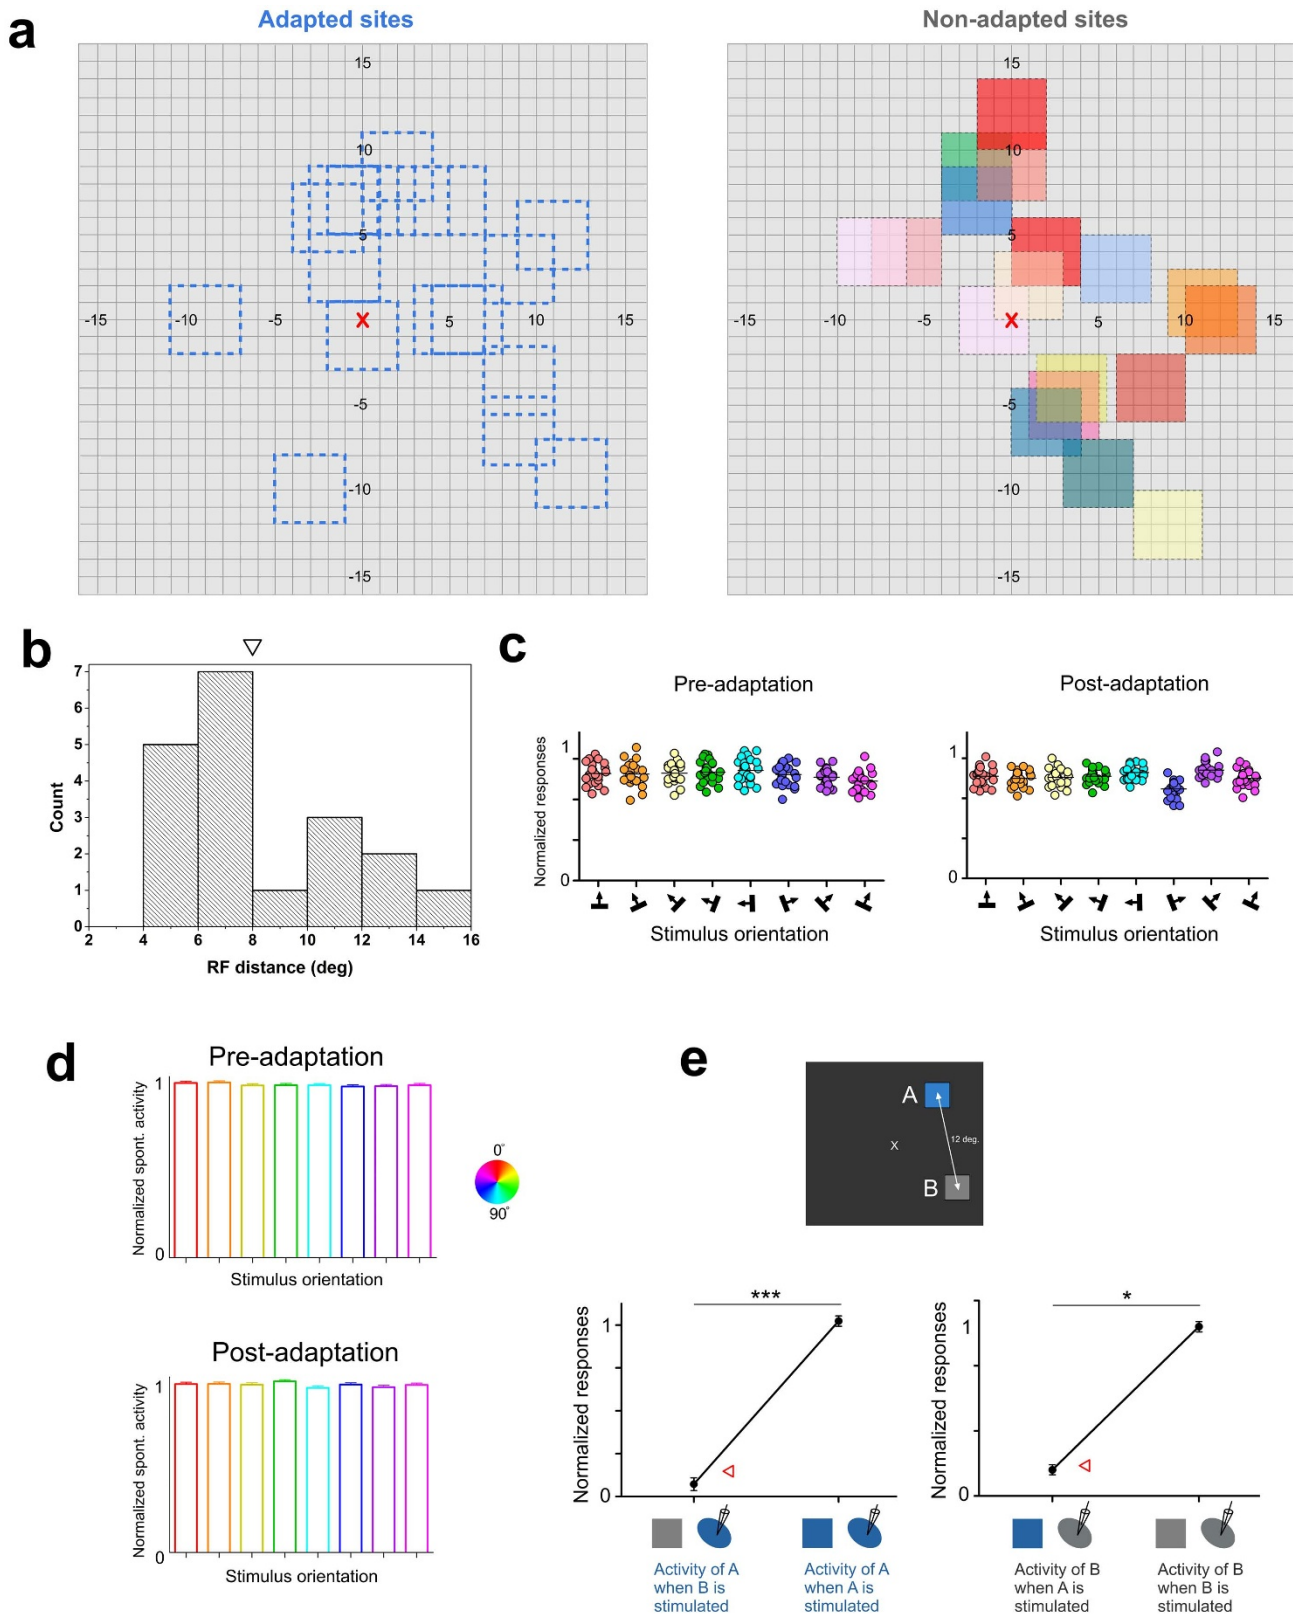 a
Adapted sites
Non-adapted sites
15
10
5
-15
-10
-5
X
5
10
15
-5
-10
-15
15
10
5
-15
-10
-5
X
5
10
15
-5
-10
-15
b
7
6
5
4
3
2
1
0
Count
2
4
6
8
10
12
14
16
RF distance (deg)
c
Pre-adaptation
Normalized responses
1
0
Stimulus orientation
Post-adaptation
1
0
Stimulus orientation
d
Pre-adaptation
Normalized spont. activity
1
0
Stimulus orientation
0°
90°
Post-adaptation
Normalized spont. activity
1
0
Stimulus orientation
e
A
12 deg.
X
B
Normalized responses
1
0
***
Activity of A
when B is
stimulated
Activity of A
when A is
stimulated
Normalized responses
1
0
*
Activity of B
when A is
stimulated
Activity of B
when B is
stimulated